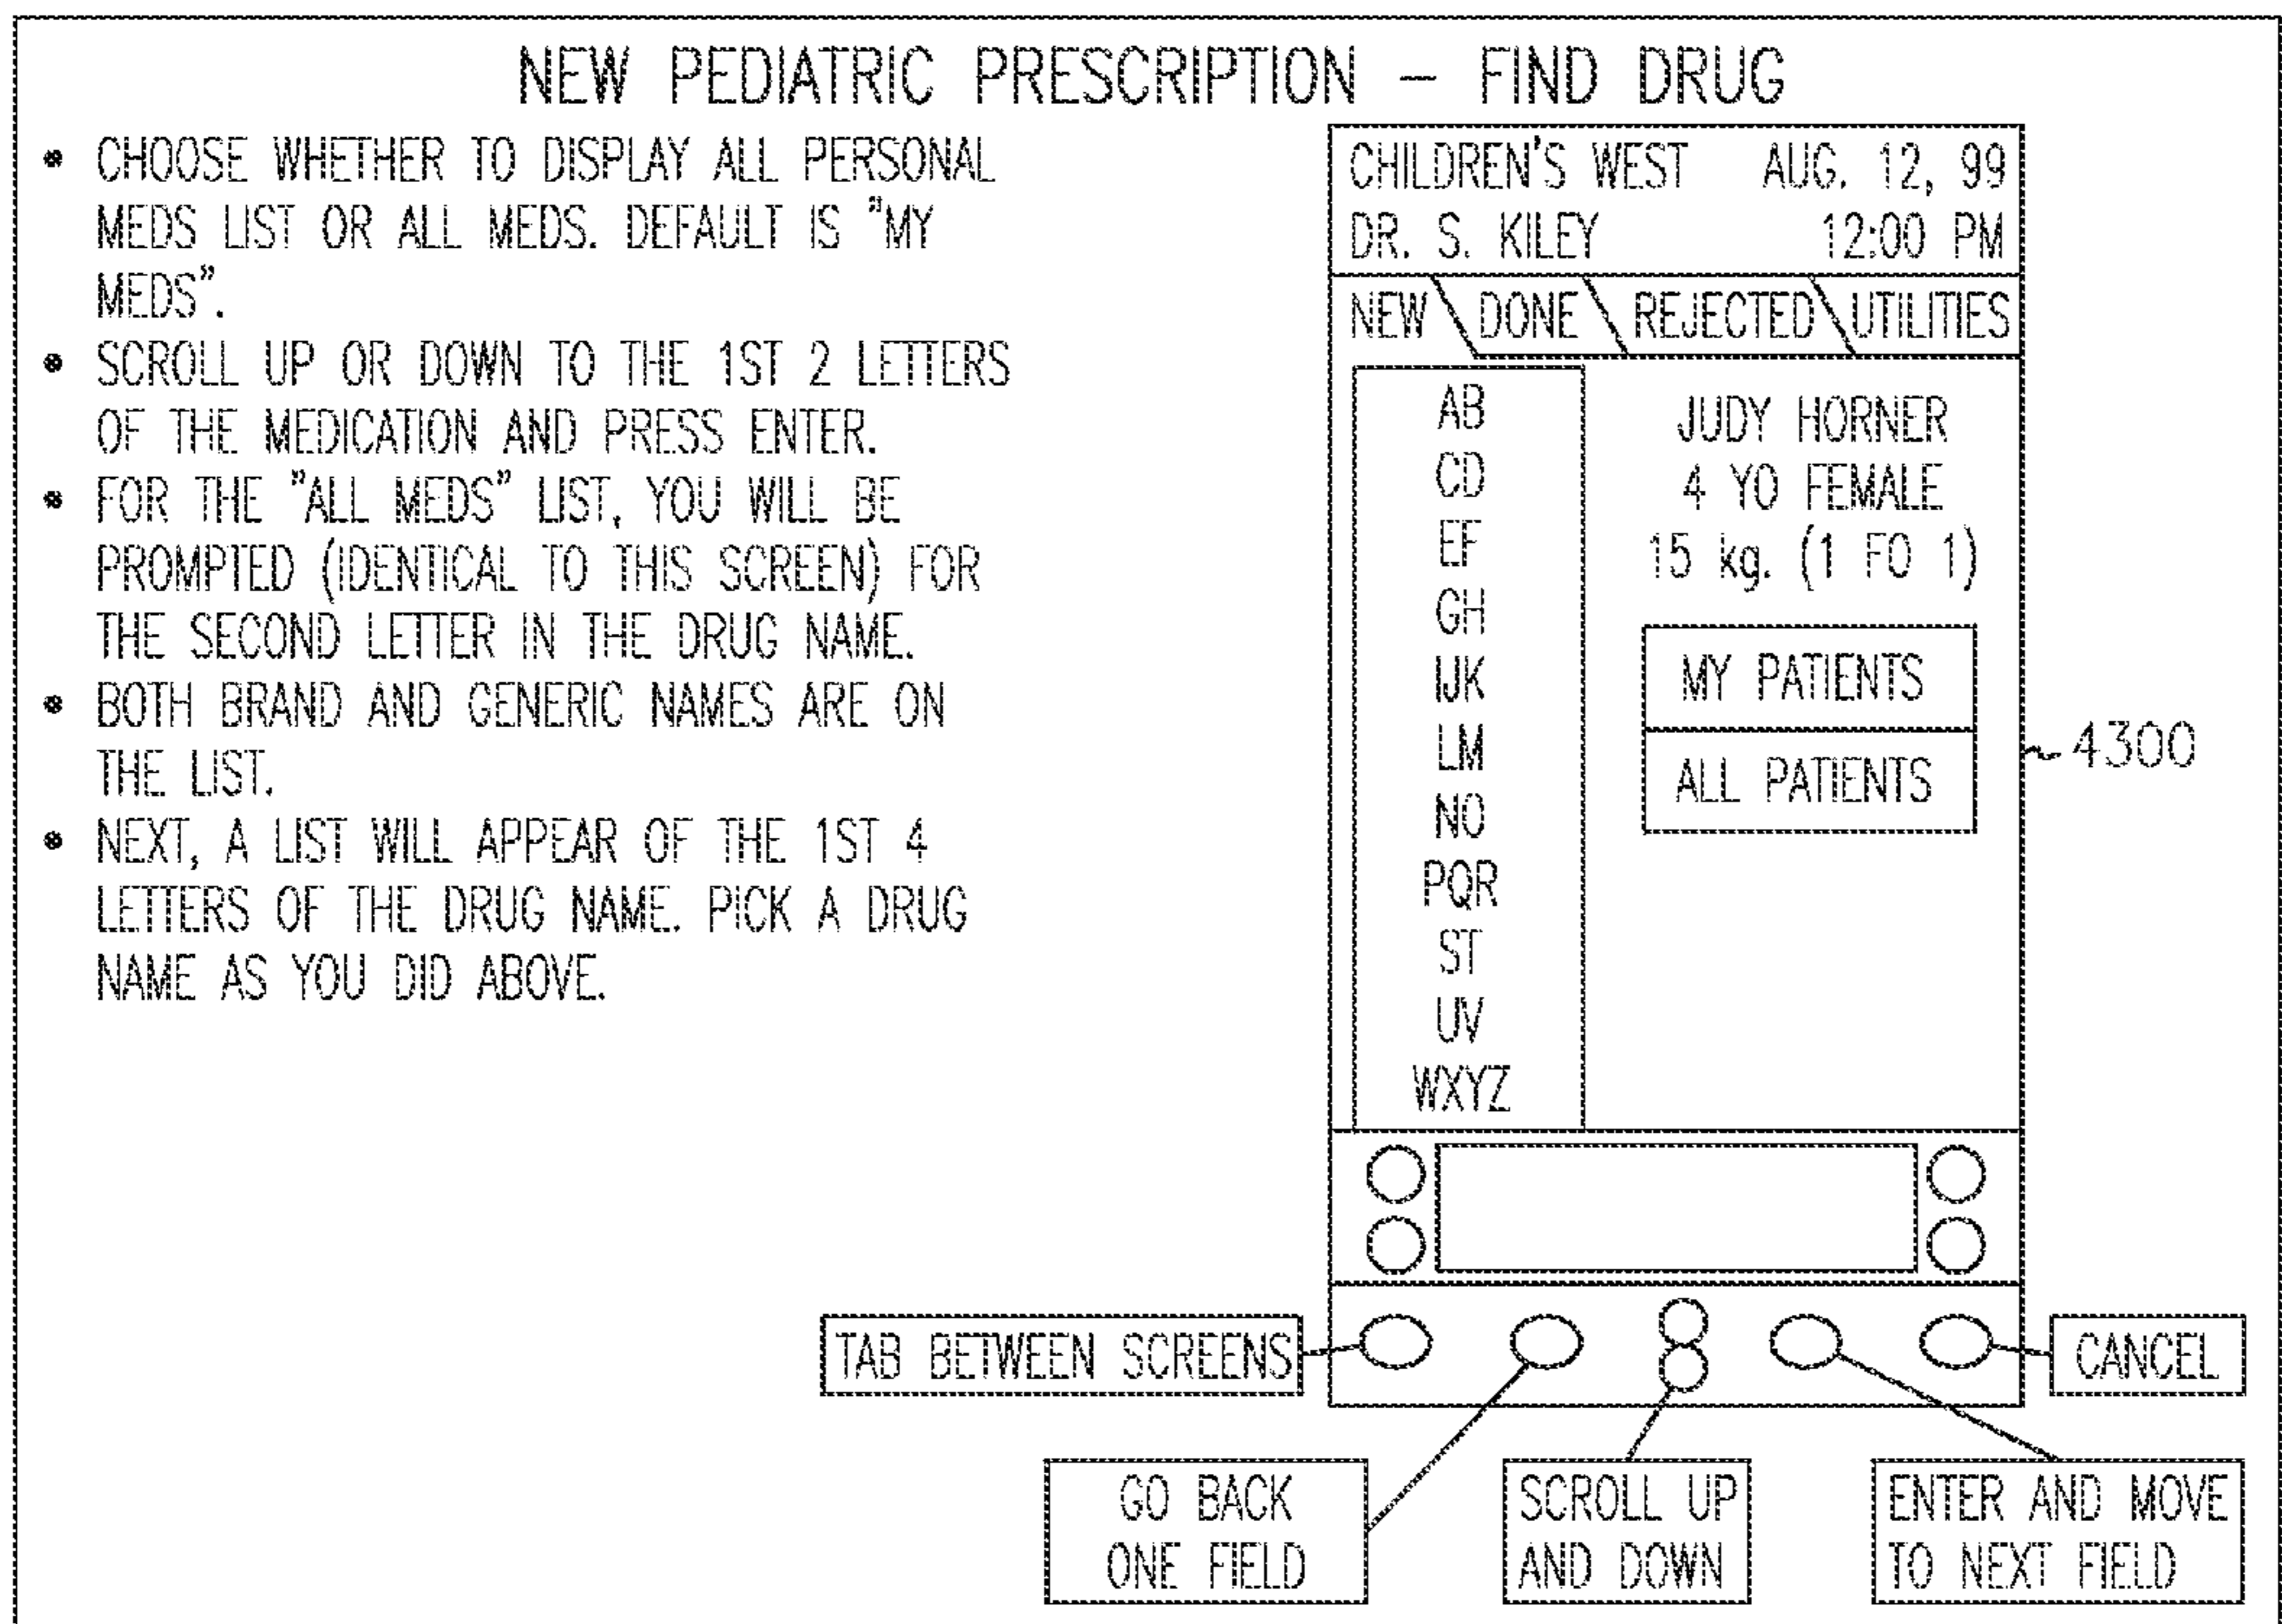 NEW PEDIATRIC PRESCRIPTION – FIND DRUG
• CHOOSE WHETHER TO DISPLAY ALL PERSONAL
MEDS LIST OR ALL MEDS. DEFAULT IS "MY
MEDS".
• SCROLL UP OR DOWN TO THE 1ST 2 LETTERS
OF THE MEDICATION AND PRESS ENTER.
• FOR THE "ALL MEDS" LIST, YOU WILL BE
PROMPTED (IDENTICAL TO THIS SCREEN) FOR
THE SECOND LETTER IN THE DRUG NAME.
• BOTH BRAND AND GENERIC NAMES ARE ON
THE LIST.
• NEXT, A LIST WILL APPEAR OF THE 1ST 4
LETTERS OF THE DRUG NAME. PICK A DRUG
NAME AS YOU DID ABOVE.
CHILDREN'S WEST AUG. 12, 99
DR. S. KILEY 12:00 PM
NEW DONE REJECTED UTILITIES
AB
CD
EF
GH
IJK
LM
NO
PQR
ST
UV
WXYZ
JUDY HORNER
4 YO FEMALE
15 kg. (1 FO 1)
MY PATIENTS
ALL PATIENTS
4300
TAB BETWEEN SCREENS
CANCEL
GO BACK
ONE FIELD
SCROLL UP
AND DOWN
ENTER AND MOVE
TO NEXT FIELD